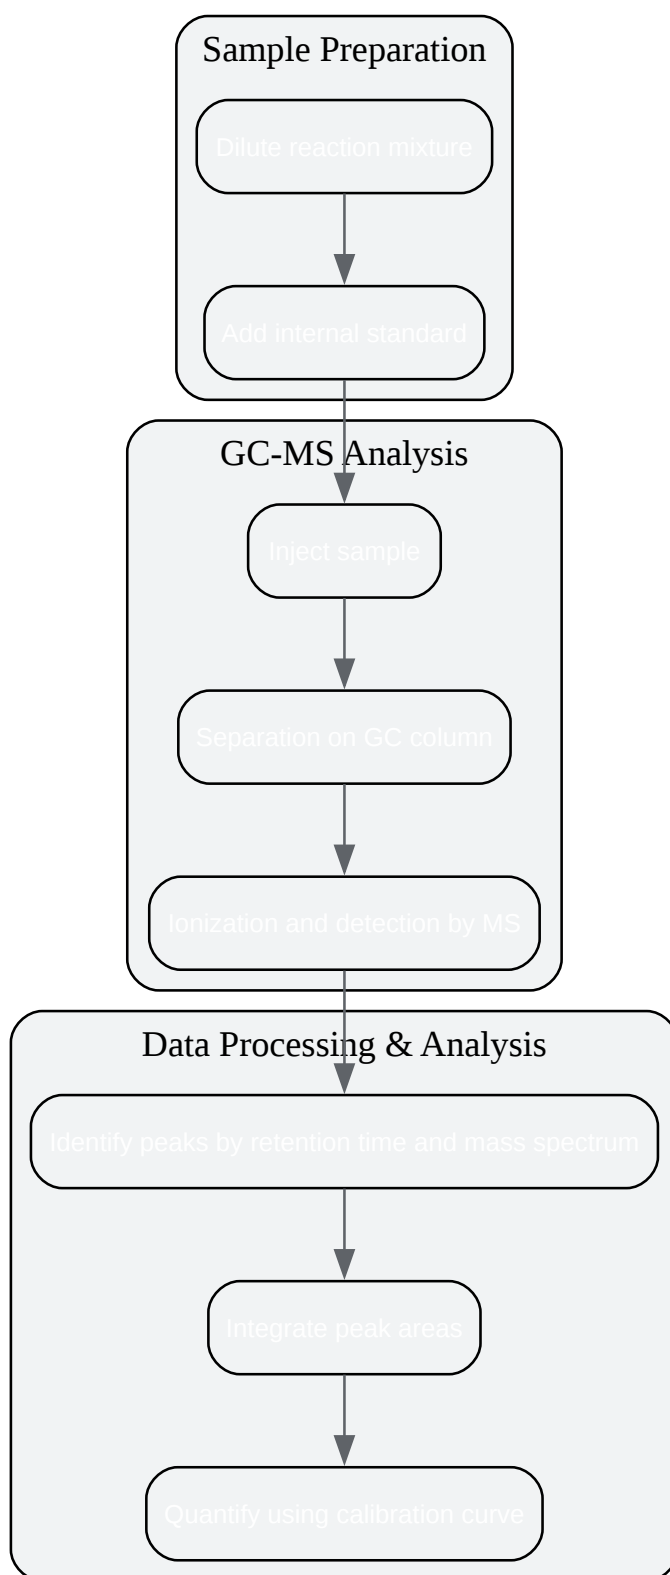 Sample Preparation
Dilute reaction mixture
Add internal standard
GC-MS Analysis
Inject sample
Separation on GC column
Ionization and detection by MS
Data Processing & Analysis
Identify peaks by retention time and mass spectrum
Integrate peak areas
Quantify using calibration curve